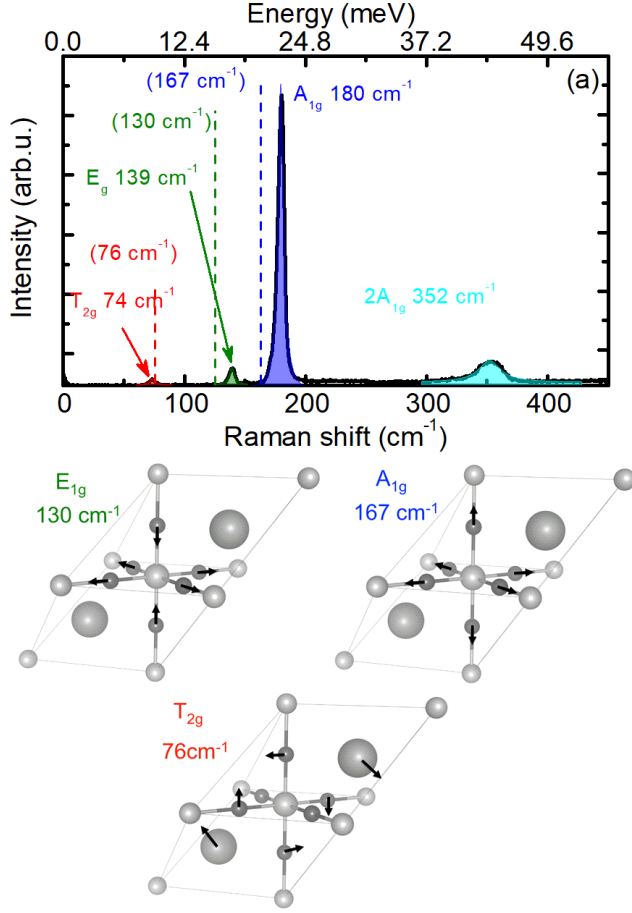 Energy (meV)
0.0 12.4 24.8 37.2 49.6
(a)
(167 cm⁻¹)
A₁g 180 cm⁻¹
(130 cm⁻¹)
Eg 139 cm⁻¹
(76 cm⁻¹)
T₂g 74 cm⁻¹
2A₁g 352 cm⁻¹
Intensity (arb.u.)
0 100 200 300 400
Raman shift (cm⁻¹)
E₁g
130 cm⁻¹
A₁g
167 cm⁻¹
T₂g
76cm⁻¹